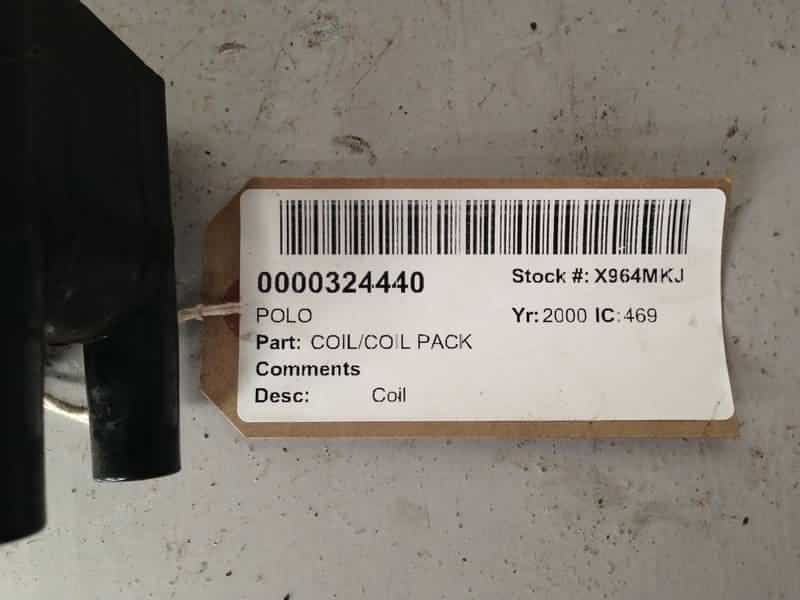 0000324440 Stock #: X964MKJ
POLO Yr: 2000 IC: 469
Part: COIL/COIL PACK
Comments
Desc: Coil